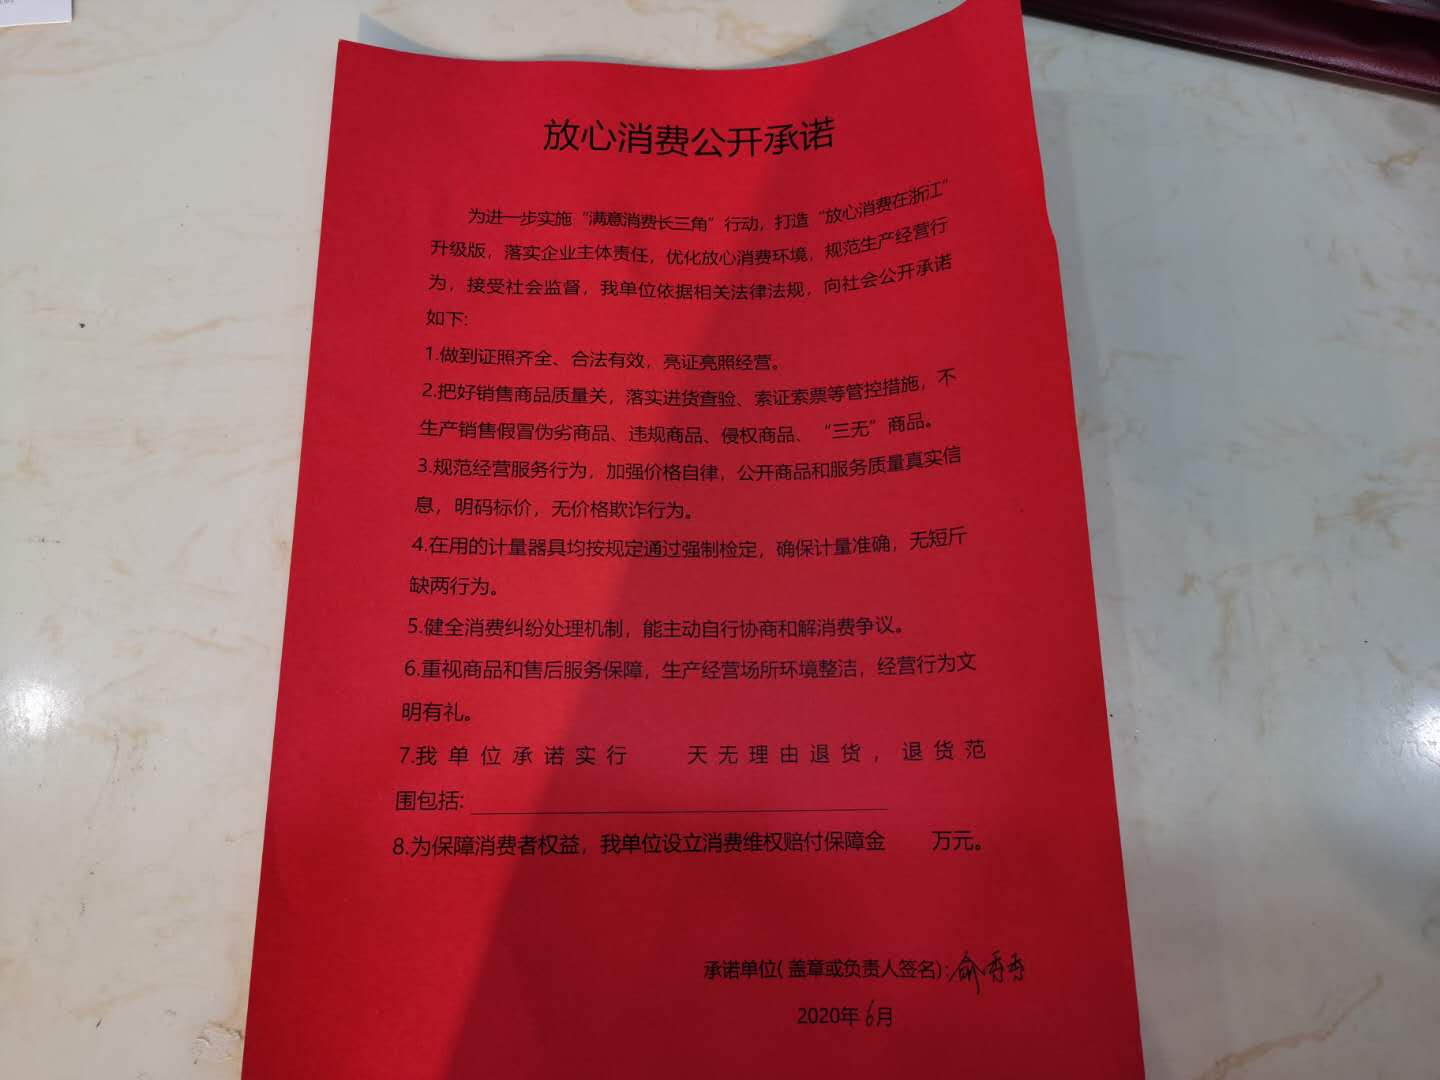 放心消费公开承诺
为进一步实施“满意消费长三角”行动，打造“放心消费在浙江”
升级版，落实企业主体责任，优化放心消费环境，规范生产经营行
为，接受社会监督，我单位依据相关法律法规，向社会公开承诺
如下：
1.做到证照齐全、合法有效，亮证亮照经营。
2.把好销售商品质量关，落实进货查验、索证索票等管控措施，不
生产销售假冒伪劣商品、违规商品、侵权商品、“三无”商品。
3.规范经营服务行为，加强价格自律，公开商品和服务质量真实信
息，明码标价，无价格欺诈行为。
4.在用的计量器具均按规定通过强制检定，确保计量准确，无短斤
缺两行为。
5.健全消费纠纷处理机制，能主动自行协商和解消费争议。
6.重视商品和售后服务保障，生产经营场所环境整洁，经营行为文
明有礼。
7.我单位承诺实行 天无理由退货，退货范
围包括:
8.为保障消费者权益，我单位设立消费维权赔付保障金 万元。
承诺单位(盖章或负责人签名):俞
2020年6月